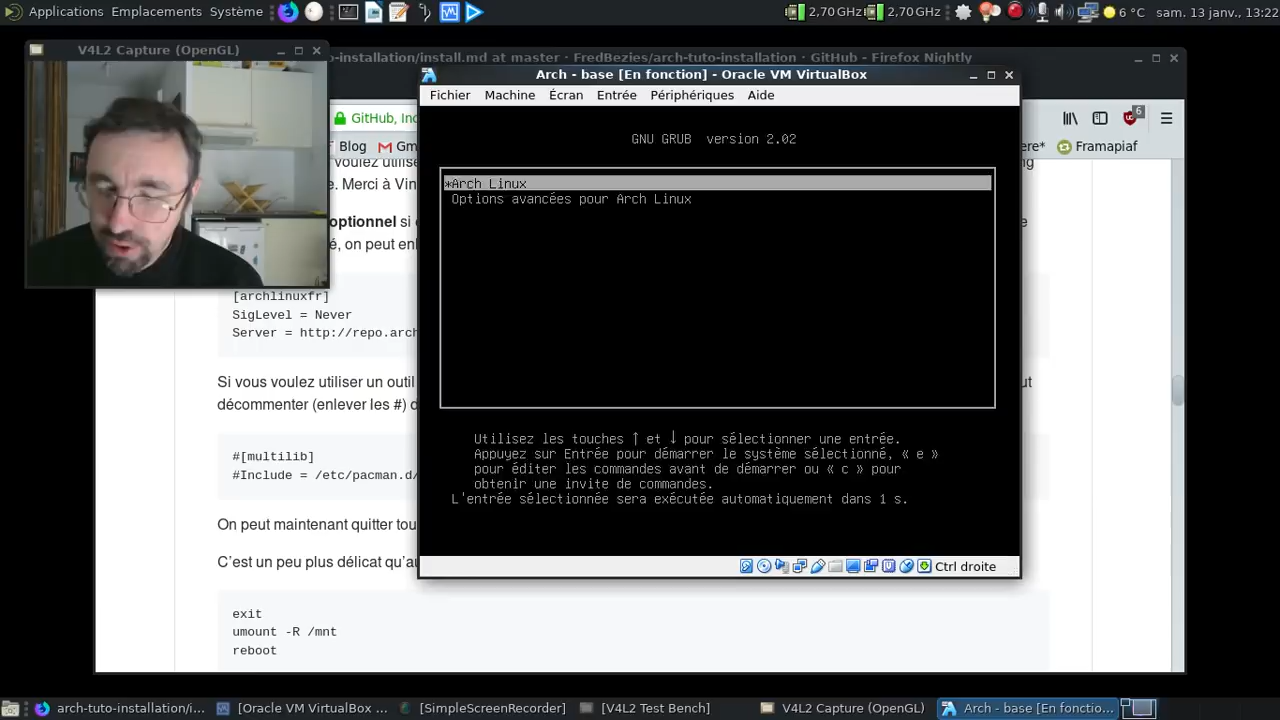 Applications Emplacements Système
2,70 GHz 2,70 GHz 6 °C sam. 13 janv., 13:22
V4L2 Capture (OpenGL)
o-installation/install.md at master · FredBezies/arch-tuto-installation · GitHub - Firefox Nightly
Arch - base [En fonction] - Oracle VM VirtualBox
Fichier Machine Écran Entrée Périphériques Aide
GitHub, Inc
6
Blog Gm
ere* Framapiaf
GNU GRUB version 2.02
*Arch Linux
Options avancées pour Arch Linux
voulez utilise
e. Merci à Vin
optionnel si
é, on peut enl
[archlinuxfr]
SigLevel = Never
Server = http://repo.arch
Si vous voulez utiliser un outil
ut
décommenter (enlever les #) d
#[multilib]
#Include = /etc/pacman.d/
Utilisez les touches ↑ et ↓ pour sélectionner une entrée.
Appuyez sur Entrée pour démarrer le système sélectionné, « e »
pour éditer les commandes avant de démarrer ou « c » pour
obtenir une invite de commandes.
L'entrée sélectionnée sera exécutée automatiquement dans 1 s.
On peut maintenant quitter tou
C'est un peu plus délicat qu'au
Ctrl droite
exit
umount -R /mnt
reboot
arch-tuto-installation/i... [Oracle VM VirtualBox ... [SimpleScreenRecorder] [V4L2 Test Bench] V4L2 Capture (OpenGL) Arch - base [En fonctio...